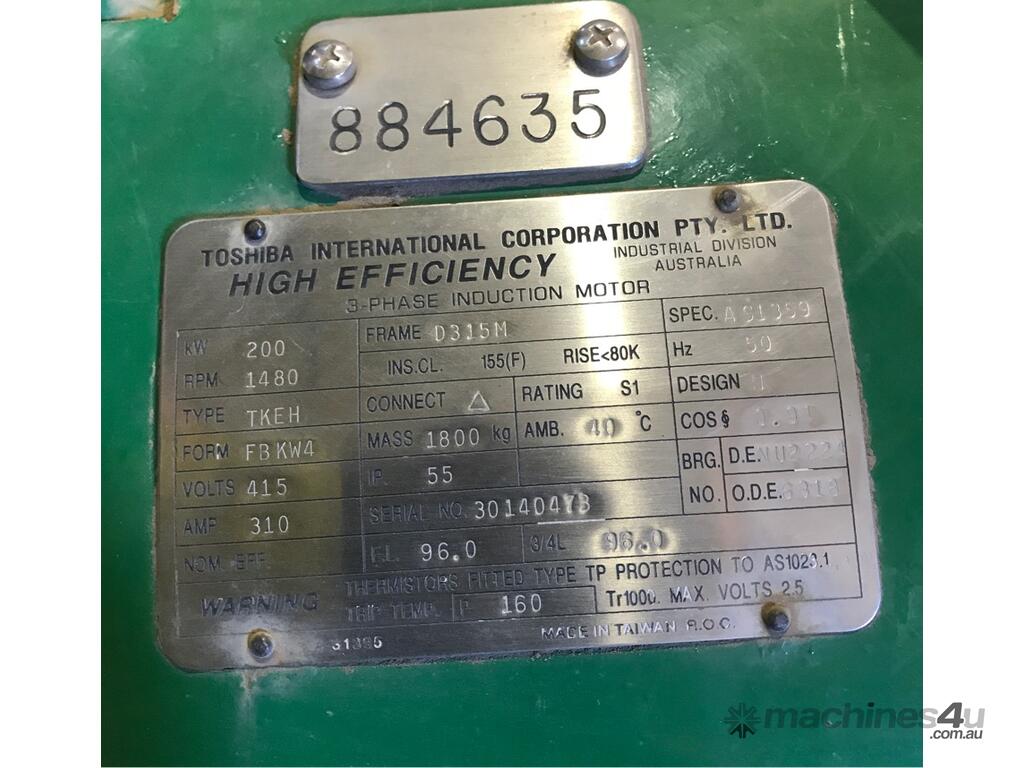 884635
TOSHIBA INTERNATIONAL CORPORATION PTY. LTD.
HIGH EFFICIENCY
INDUSTRIAL DIVISION
AUSTRALIA
3-PHASE INDUCTION MOTOR
KW 200
FRAME D315M
SPEC. AS1359
RPM 1480
INS.CL. 155(F) RISE<80K
Hz 50
TYPE TKEH
CONNECT △
RATING S1
DESIGN
FORM FBKW4
MASS 1800 kg
AMB. 40 °C
COS
VOLTS 415
IP. 55
BRG. NO.
D.E. NU2224
O.D.E.
AMP 310
SERIAL NO.
NOM. EFF.
F.L. 96.0
3/4L 96.0
WARNING
THERMISTORS FITTED TYPE TP PROTECTION TO AS1023.1
TRIP TEMP. P 160 Tr100Ω. MAX. VOLTS 2.5
MADE IN TAIWAN R.O.C.
machines4u
.com.au